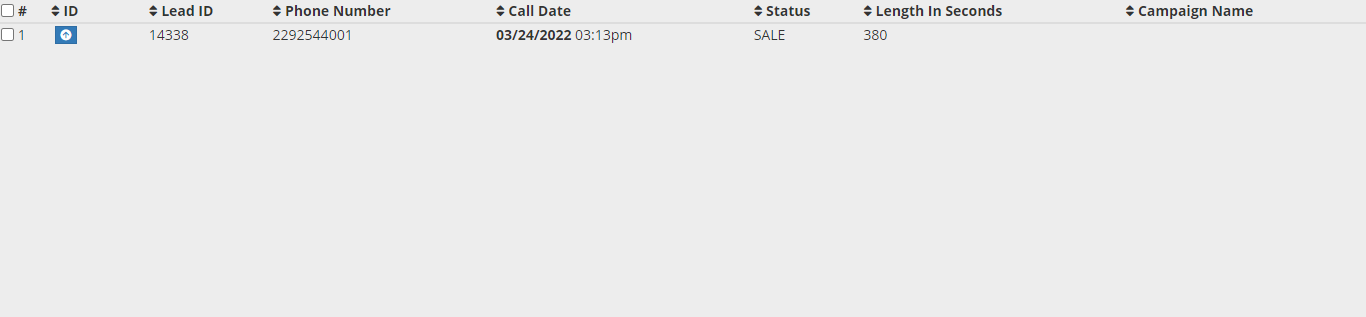 # ID Lead ID Phone Number Call Date Status Length In Seconds Campaign Name
1 14338 2292544001 03/24/2022 03:13pm SALE 380